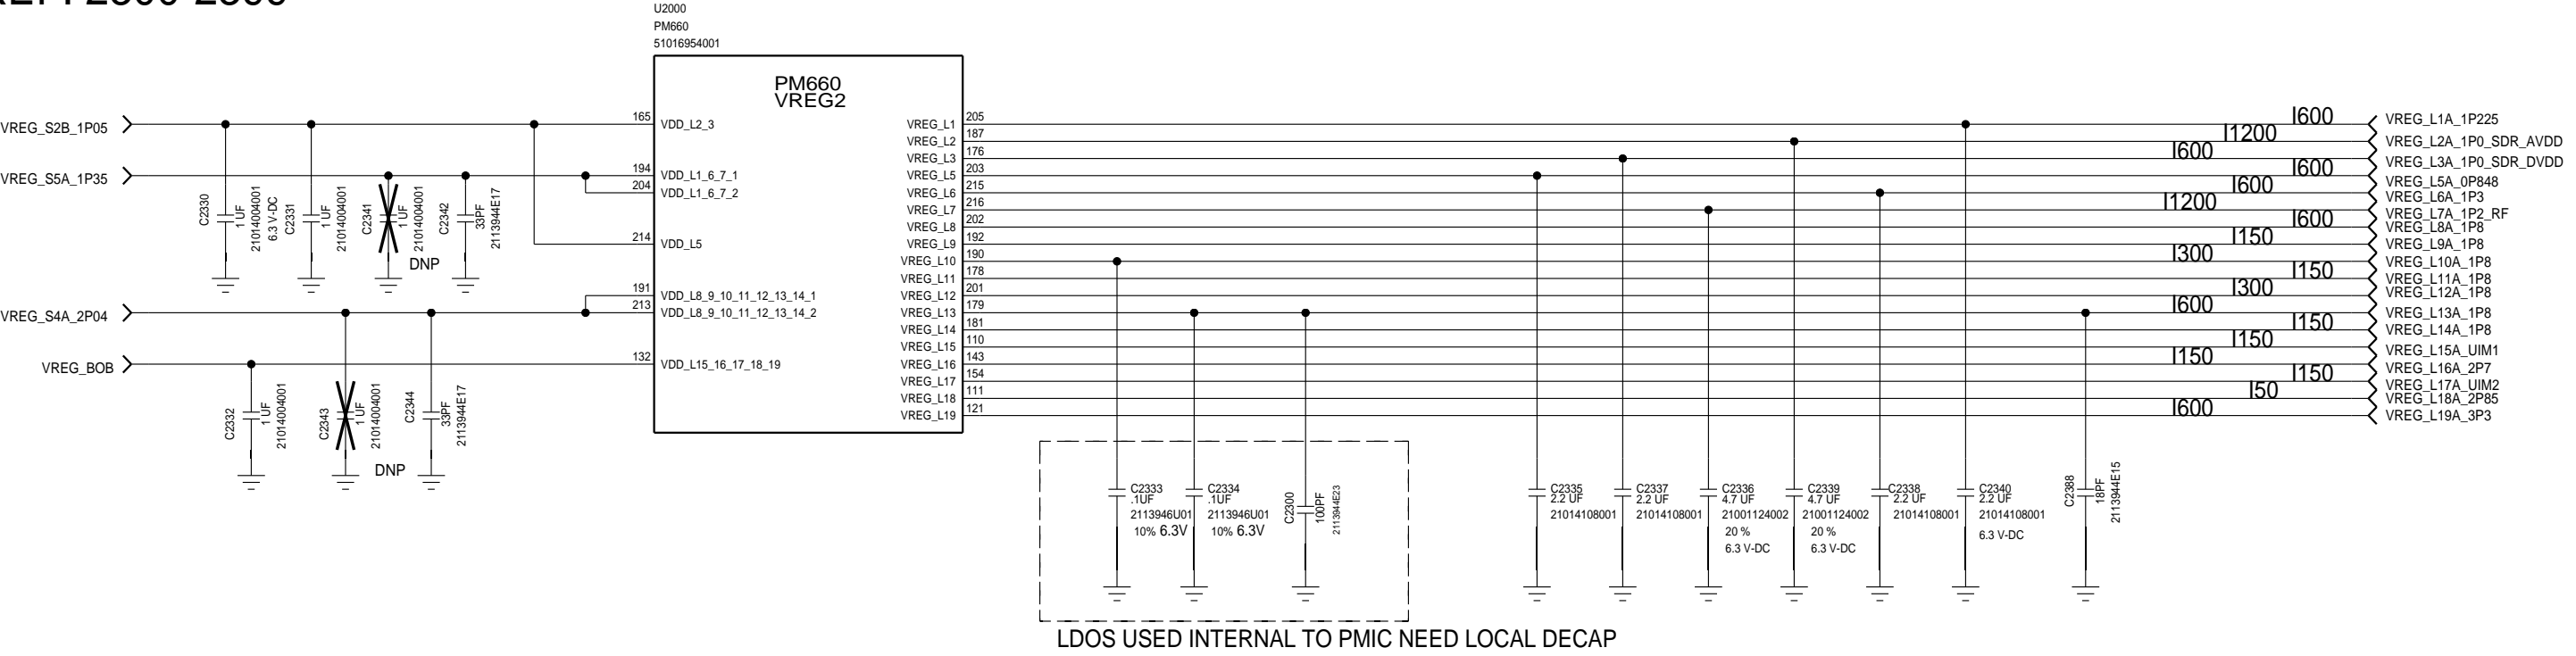 U2000
PM660
51016954001
PM660
VREG2
VREG_S2B_1P05
VREG_S5A_1P35
VREG_S4A_2P04
VREG_BOB
165 VDD_L2_3
194 VDD_L1_6_7_1
204 VDD_L1_6_7_2
214 VDD_L5
191 VDD_L8_9_10_11_12_13_14_1
213 VDD_L8_9_10_11_12_13_14_2
132 VDD_L15_16_17_18_19
C2330
1 UF
21014004001
6.3 V-DC
C2331
1 UF
21014004001
C2341
1 UF
21014004001
DNP
C2342
33PF
2113944E17
C2332
1 UF
21014004001
C2343
1 UF
21014004001
DNP
C2344
33PF
2113944E17
VREG_L1 205 I600 VREG_L1A_1P225
VREG_L2 187 I1200 VREG_L2A_1P0_SDR_AVDD
VREG_L3 176 I600 VREG_L3A_1P0_SDR_DVDD
VREG_L5 203 I600 VREG_L5A_0P848
VREG_L6 215 I600 VREG_L6A_1P3
VREG_L7 216 I1200 VREG_L7A_1P2_RF
VREG_L8 202 I600 VREG_L8A_1P8
VREG_L9 192 I150 VREG_L9A_1P8
VREG_L10 190 I300 VREG_L10A_1P8
VREG_L11 178 I150 VREG_L11A_1P8
VREG_L12 201 I300 VREG_L12A_1P8
VREG_L13 179 I600 VREG_L13A_1P8
VREG_L14 181 I150 VREG_L14A_1P8
VREG_L15 110 I150 VREG_L15A_UIM1
VREG_L16 143 I150 VREG_L16A_2P7
VREG_L17 154 I150 VREG_L17A_UIM2
VREG_L18 111 I50 VREG_L18A_2P85
VREG_L19 121 I600 VREG_L19A_3P3
C2333
.1UF
2113946U01
10% 6.3V
C2334
.1UF
2113946U01
10% 6.3V
C2300
100PF
2113944E23
C2335
2.2 UF
21014108001
C2337
2.2 UF
21014108001
C2336
4.7 UF
21001124002
20 %
6.3 V-DC
C2339
4.7 UF
21001124002
20 %
6.3 V-DC
C2338
2.2 UF
21014108001
C2340
2.2 UF
21014108001
6.3 V-DC
C2388
18PF
2113944E15
LDOS USED INTERNAL TO PMIC NEED LOCAL DECAP